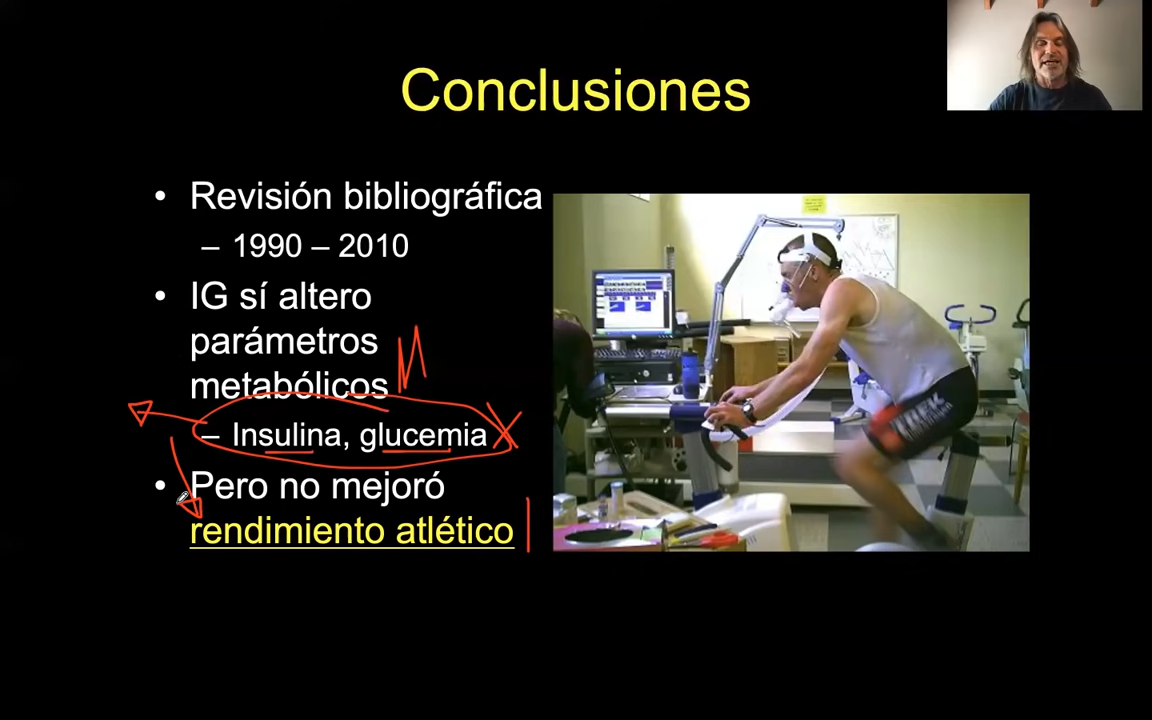 Conclusiones
• Revisión bibliográfica
– 1990 – 2010
• IG sí altero
parámetros
metabólicos
– Insulina, glucemia
• Pero no mejoró
rendimiento atlético